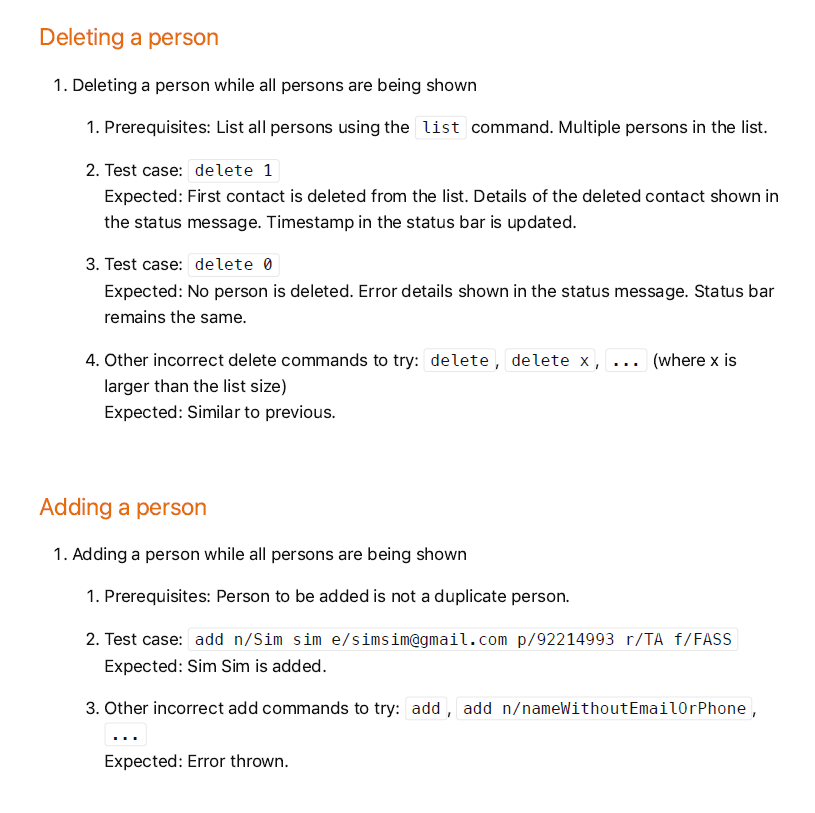 Deleting a person
1. Deleting a person while all persons are being shown
1. Prerequisites: List all persons using the list command. Multiple persons in the list.
2. Test case: delete 1
Expected: First contact is deleted from the list. Details of the deleted contact shown in
the status message. Timestamp in the status bar is updated.
3. Test case: delete 0
Expected: No person is deleted. Error details shown in the status message. Status bar
remains the same.
4. Other incorrect delete commands to try: delete, delete x, ... (where x is
larger than the list size)
Expected: Similar to previous.
Adding a person
1. Adding a person while all persons are being shown
1. Prerequisites: Person to be added is not a duplicate person.
2. Test case: add n/Sim sim e/simsim@gmail.com p/92214993 r/TA f/FASS
Expected: Sim Sim is added.
3. Other incorrect add commands to try: add, add n/nameWithoutEmailOrPhone,
...
Expected: Error thrown.